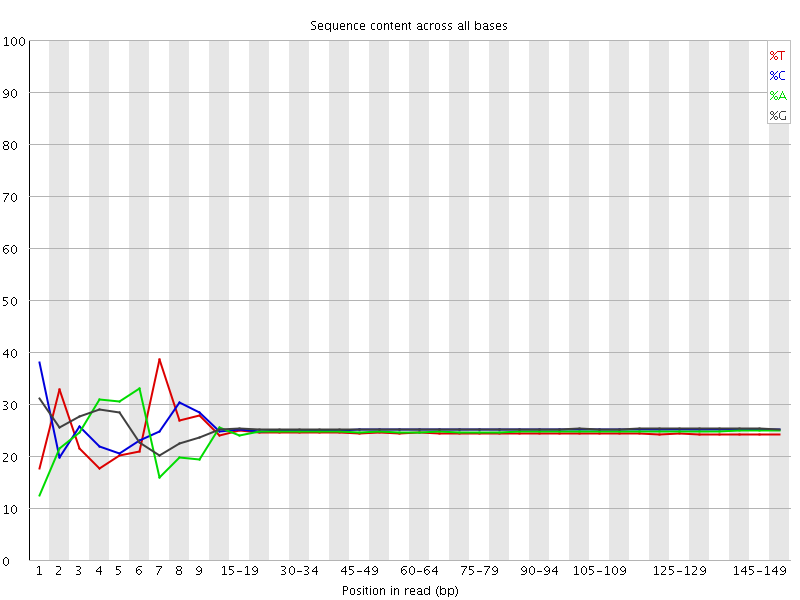 Sequence content across all bases
100
90
80
70
60
50
40
30
20
10
0
%T
%C
%A
%G
1 2 3 4 5 6 7 8 9 15-19 30-34 45-49 60-64 75-79 90-94 105-109 125-129 145-149
Position in read (bp)